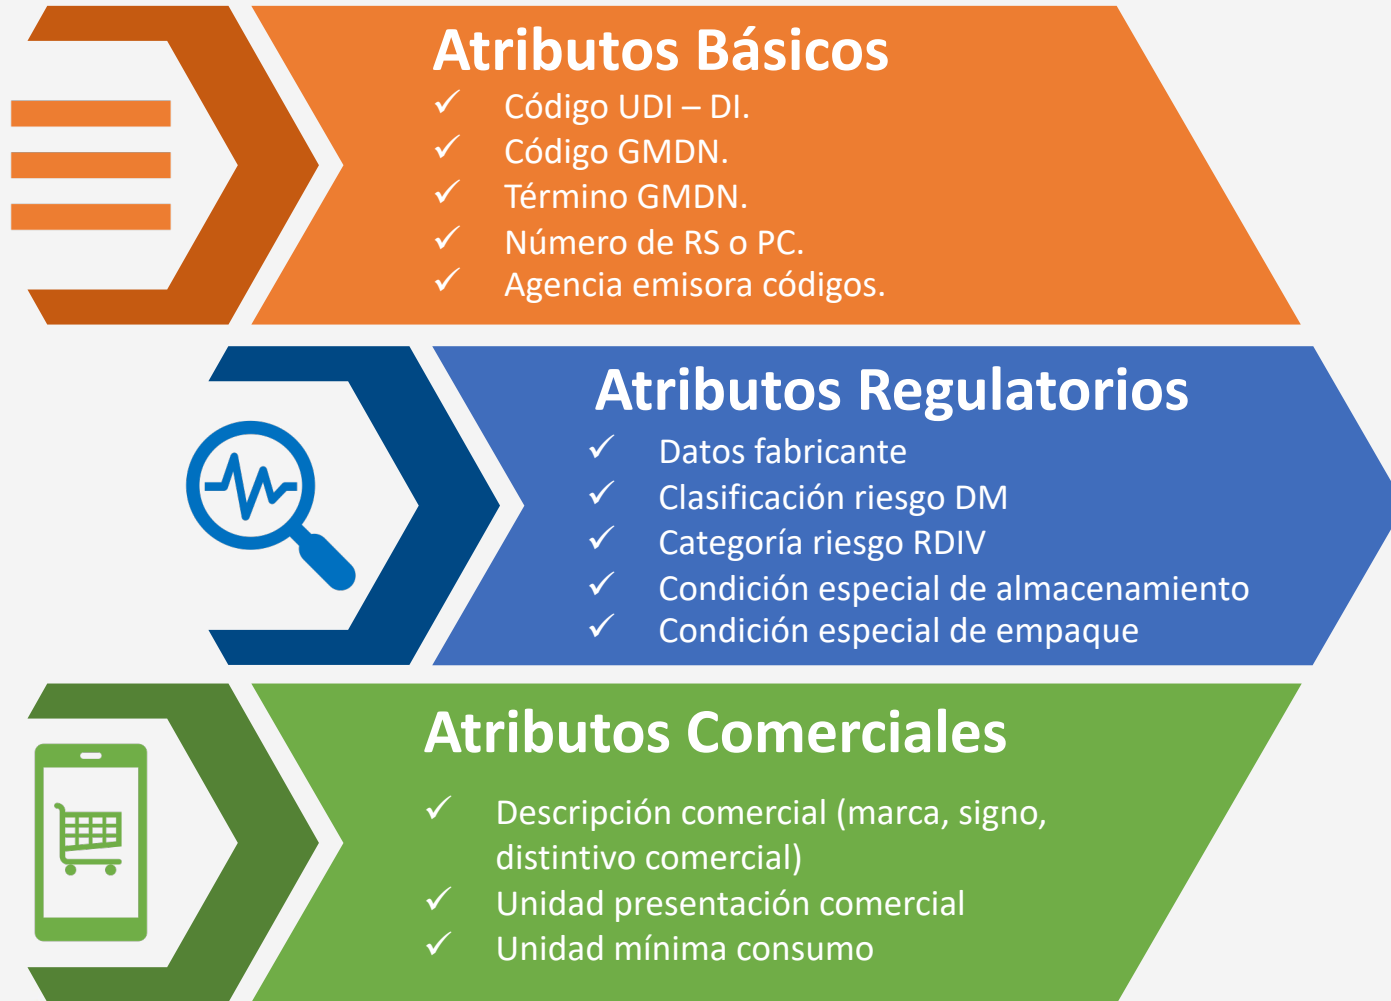 Atributos Básicos
✓ Código UDI – DI.
✓ Código GMDN.
✓ Término GMDN.
✓ Número de RS o PC.
✓ Agencia emisora códigos.
Atributos Regulatorios
✓ Datos fabricante
✓ Clasificación riesgo DM
✓ Categoría riesgo RDIV
✓ Condición especial de almacenamiento
✓ Condición especial de empaque
Atributos Comerciales
✓ Descripción comercial (marca, signo,
distintivo comercial)
✓ Unidad presentación comercial
✓ Unidad mínima consumo